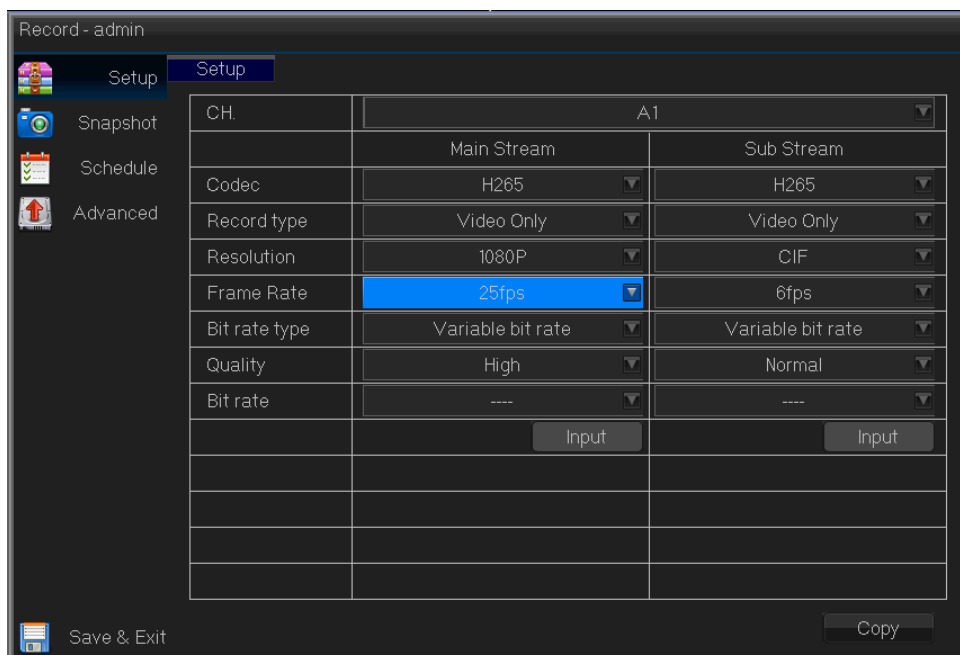 Record - admin
Setup
Setup
Snapshot
Schedule
Advanced
CH. A1
Main Stream Sub Stream
Codec H265 H265
Record type Video Only Video Only
Resolution 1080P CIF
Frame Rate 25fps 6fps
Bit rate type Variable bit rate Variable bit rate
Quality High Normal
Bit rate ---- ----
Input Input
Save & Exit
Copy